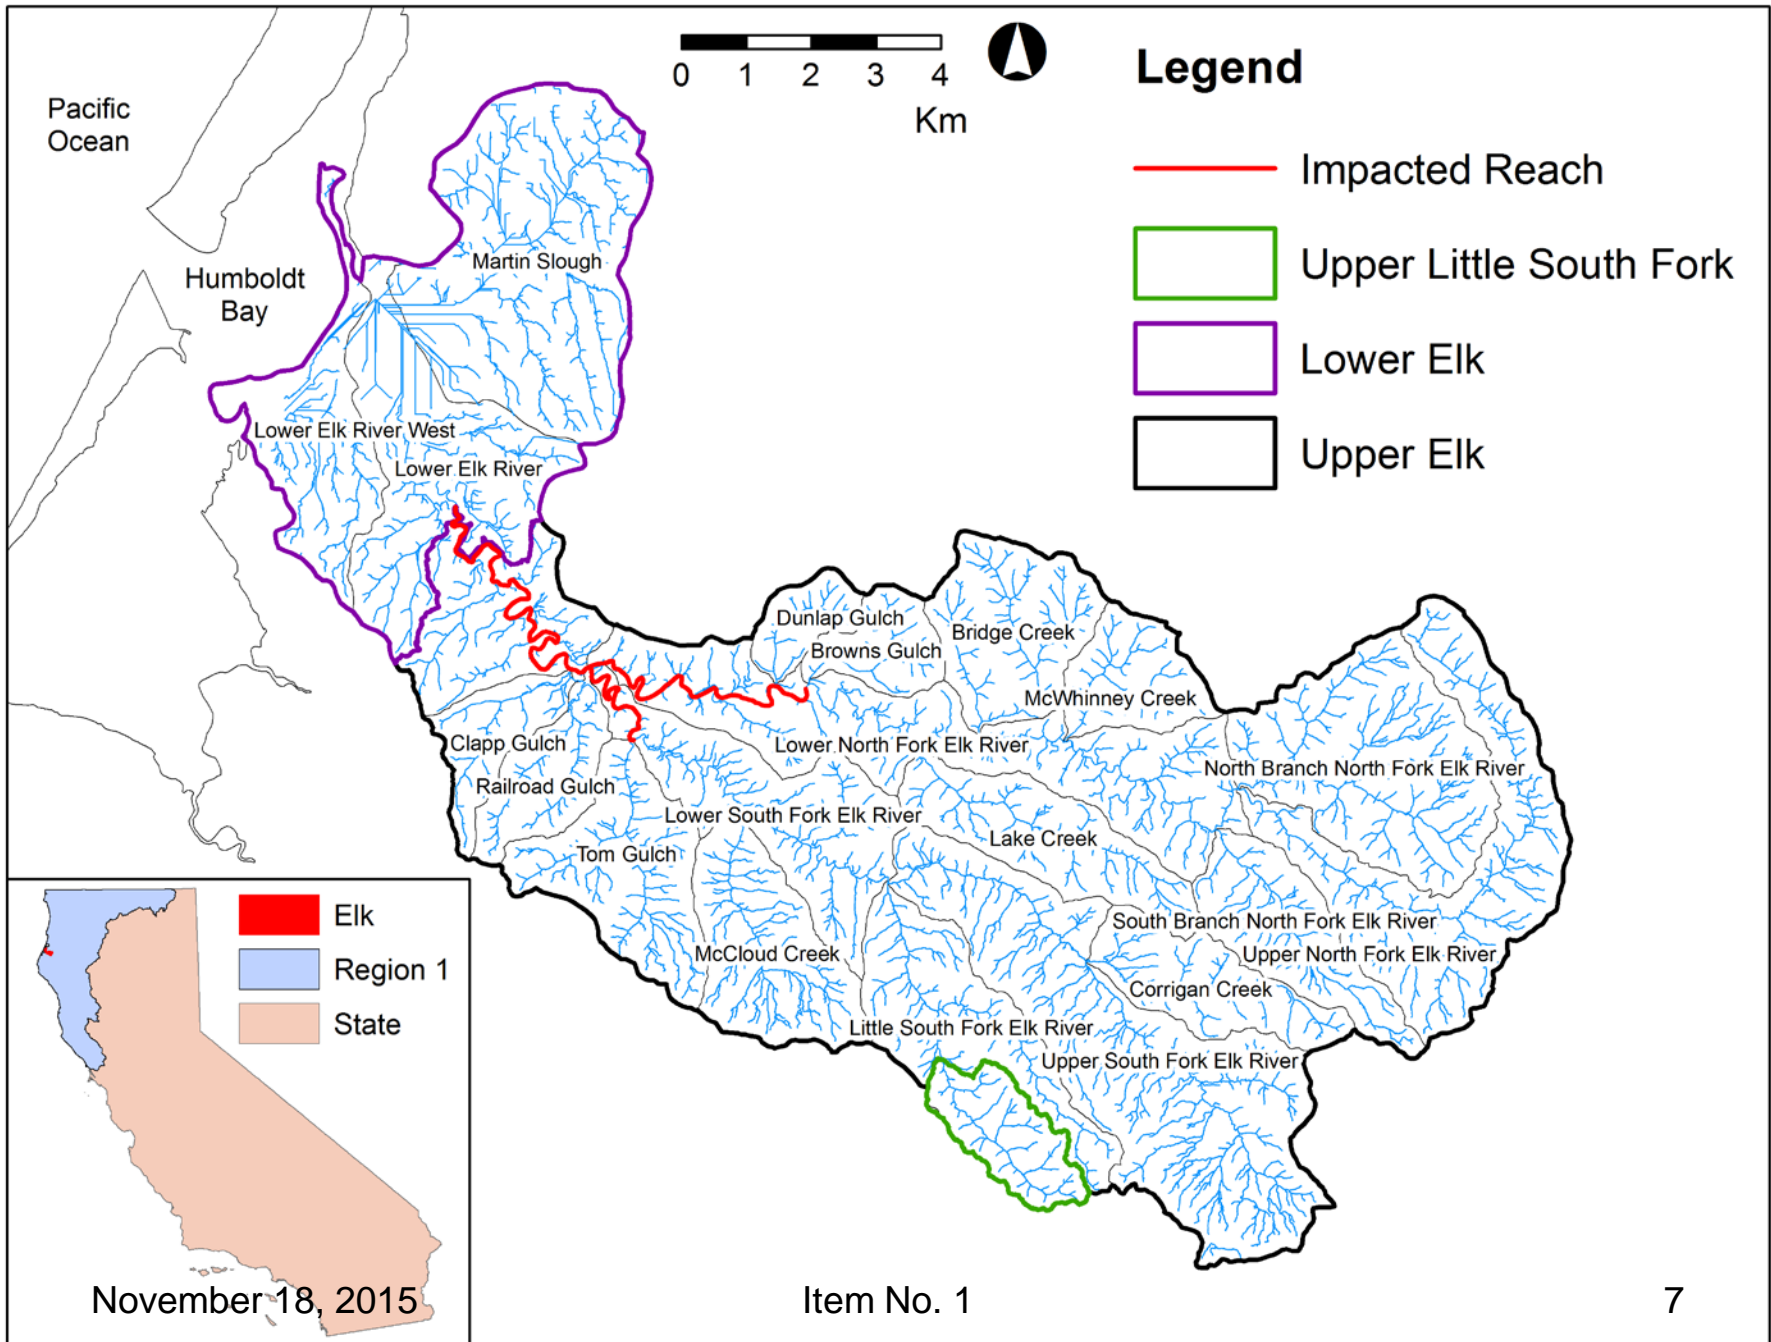 Pacific
Ocean
0 1 2 3 4
Km
Legend
Impacted Reach
Upper Little South Fork
Lower Elk
Upper Elk
Humboldt
Bay
Martin Slough
Lower Elk River West
Lower Elk River
Dunlap Gulch
Browns Gulch
Bridge Creek
McWhinney Creek
Clapp Gulch
Lower North Fork Elk River
North Branch North Fork Elk River
Railroad Gulch
Lower South Fork Elk River
Lake Creek
Tom Gulch
South Branch North Fork Elk River
McCloud Creek
Upper North Fork Elk River
Corrigan Creek
Little South Fork Elk River
Upper South Fork Elk River
Elk
Region 1
State
November 18, 2015
Item No. 1
7